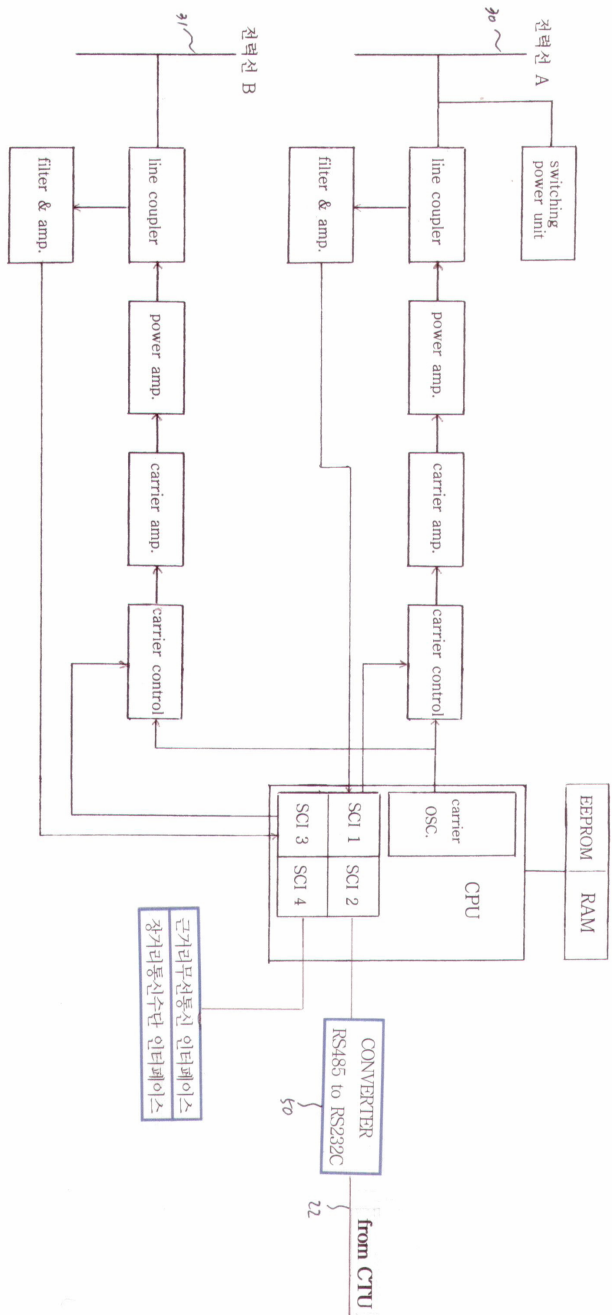 전력선 A
30
switching
power unit
line coupler
filter & amp.
power amp.
carrier amp.
carrier control
전력선 B
31
line coupler
filter & amp.
power amp.
carrier amp.
carrier control
EEPROM
RAM
CPU
carrier
OSC.
SCI 1
SCI 2
SCI 3
SCI 4
CONVERTER
RS485 to RS232C
50
22
from CTU
근거리무선통신 인터페이스
장거리통신수단 인터페이스